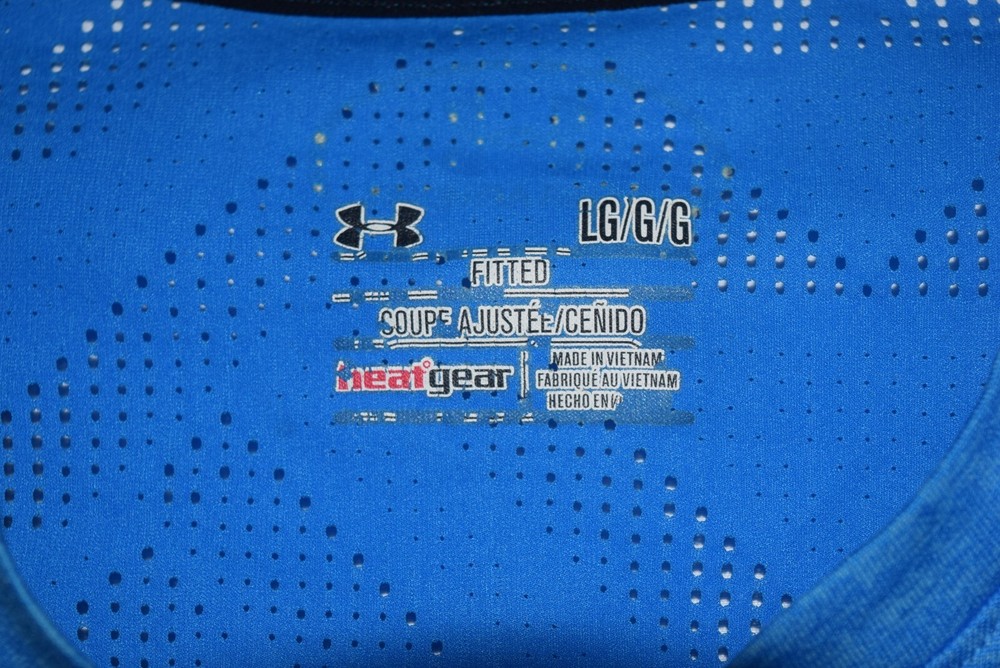 LG/G/G
FITTED
COUPE AJUSTÉE/CEÑIDO
heatgear
MADE IN VIETNAM
FABRIQUÉ AU VIETNAM
HECHO EN